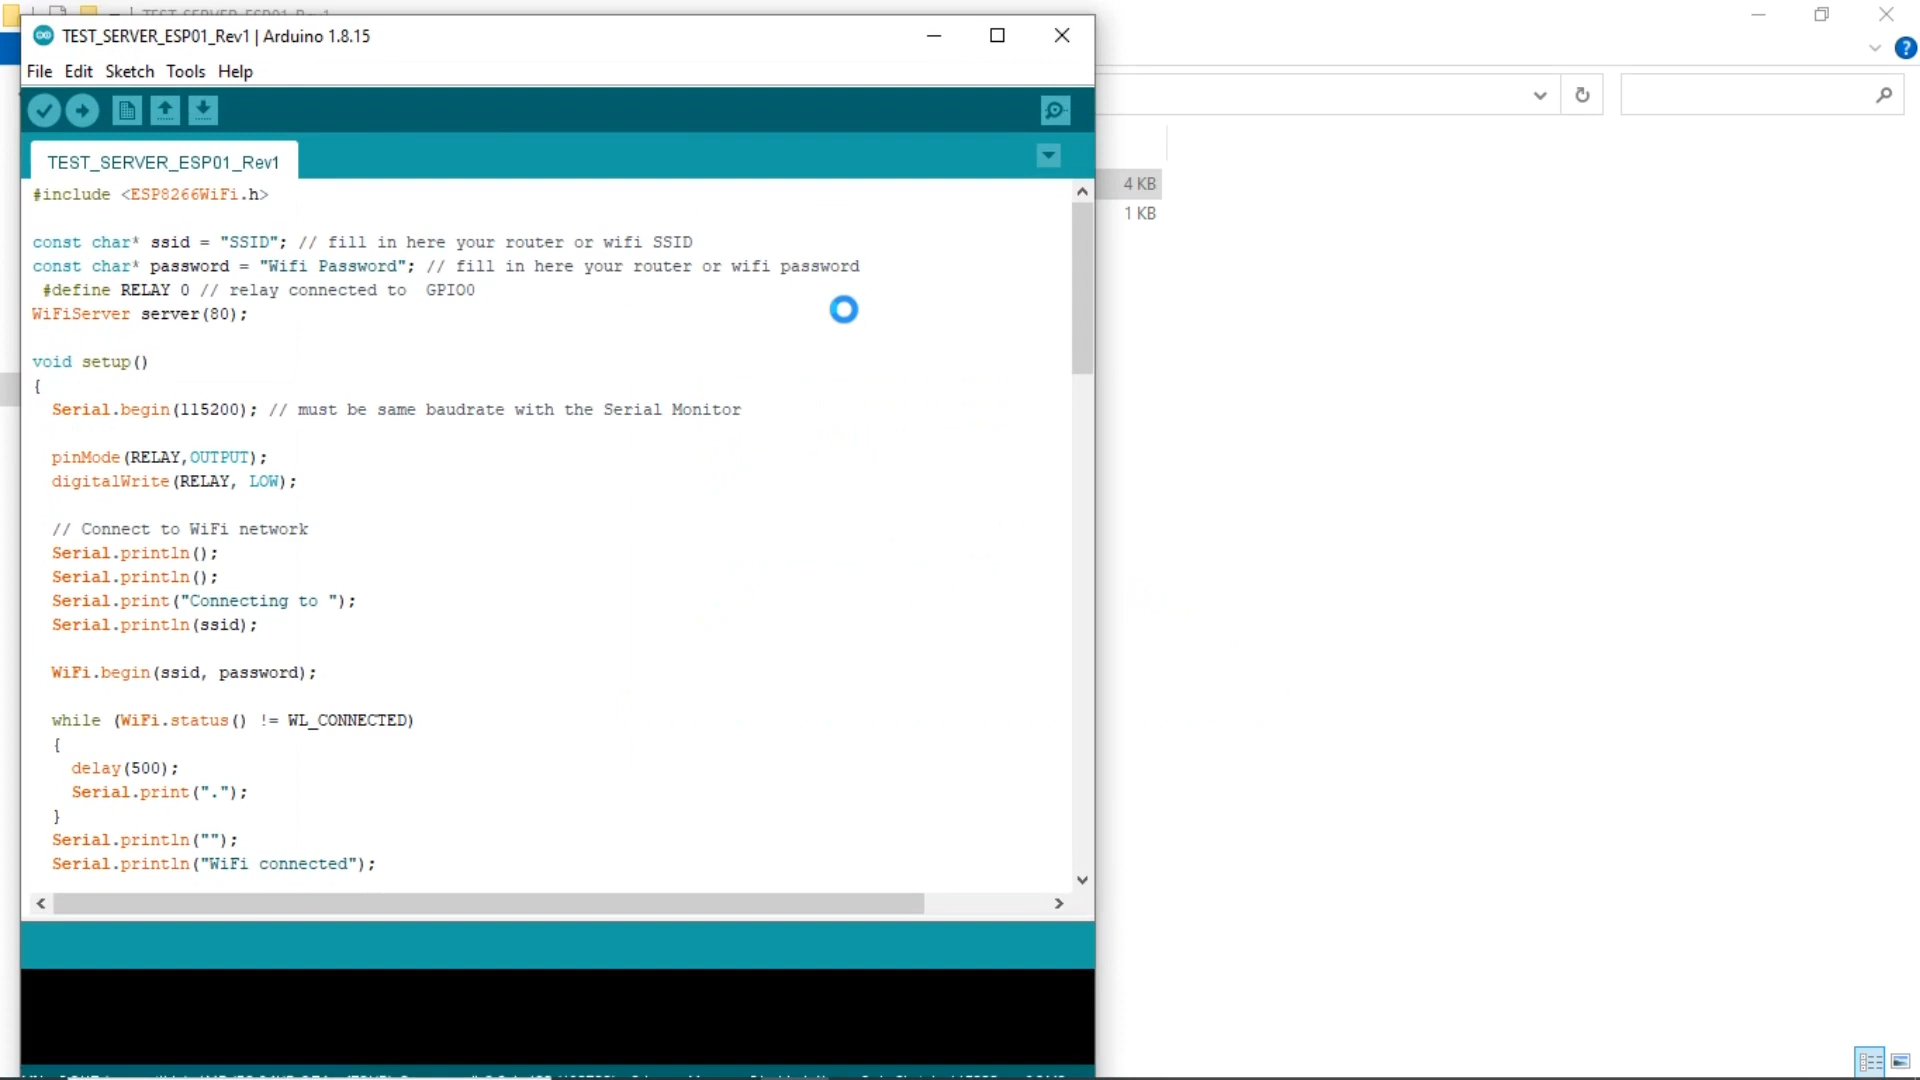 TEST_SERVER_ESP01_Rev1 | Arduino 1.8.15
File Edit Sketch Tools Help
TEST_SERVER_ESP01_Rev1
#include <ESP8266WiFi.h>
const char* ssid = "SSID"; // fill in here your router or wifi SSID
const char* password = "Wifi Password"; // fill in here your router or wifi password
#define RELAY 0 // relay connected to  GPIO0
WiFiServer server(80);
void setup()
{
Serial.begin(115200); // must be same baudrate with the Serial Monitor
pinMode(RELAY,OUTPUT);
digitalWrite(RELAY, LOW);
// Connect to WiFi network
Serial.println();
Serial.println();
Serial.print("Connecting to ");
Serial.println(ssid);
WiFi.begin(ssid, password);
while (WiFi.status() != WL_CONNECTED)
{
delay(500);
Serial.print(".");
}
Serial.println("");
Serial.println("WiFi connected");
4 KB
1 KB